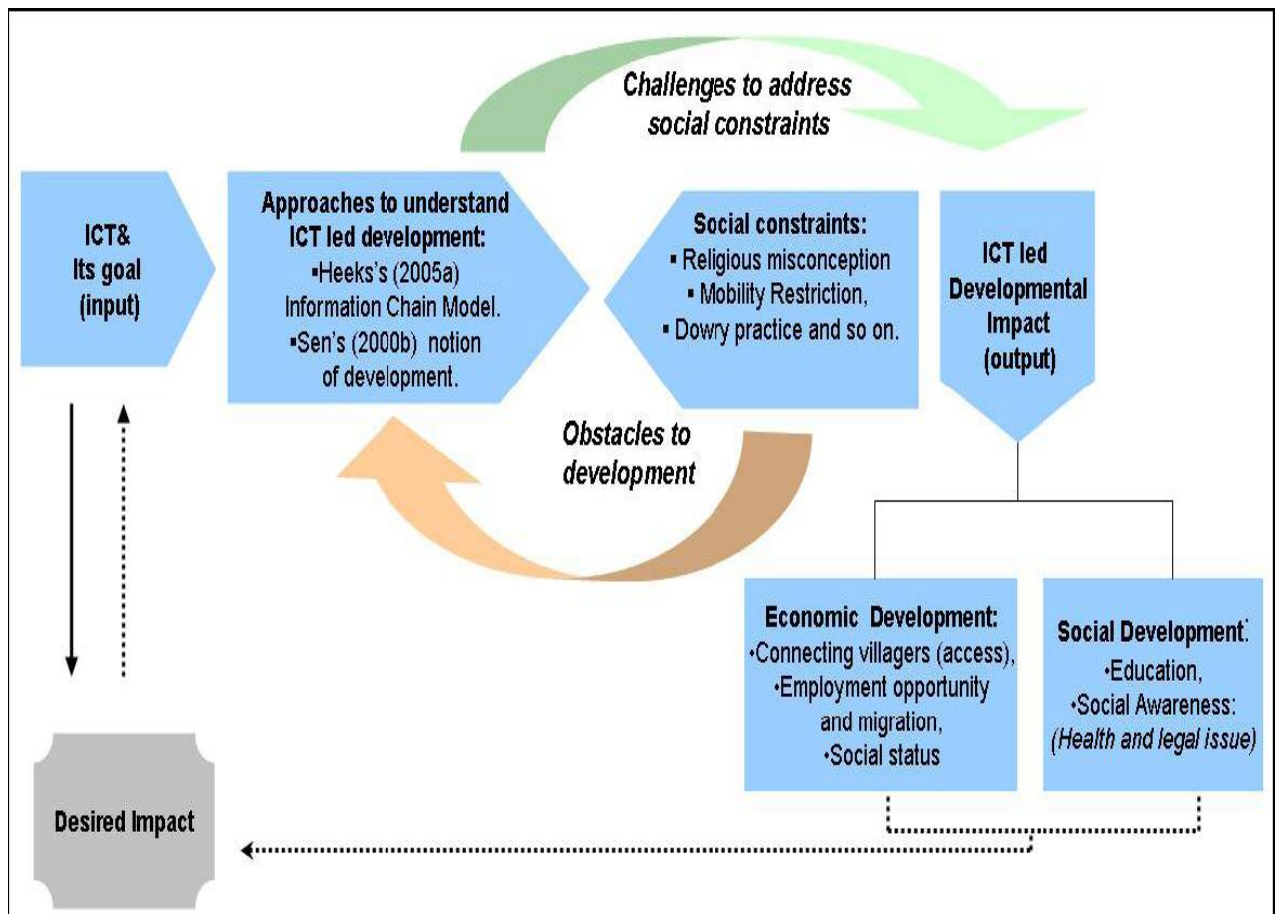 Challenges to address
social constraints
ICT&
Its goal
(input)
Approaches to understand
ICT led development:
▪Heeks's (2005a)
Information Chain Model.
▪Sen's (2000b) notion
of development.
Social constraints:
▪ Religious misconception
▪ Mobility Restriction,
▪ Dowry practice and so on.
ICT led
Developmental
Impact
(output)
Obstacles to
development
Economic Development:
•Connecting villagers (access),
•Employment opportunity
and migration,
•Social status
Social Development:
•Education,
•Social Awareness:
(Health and legal issue)
Desired Impact